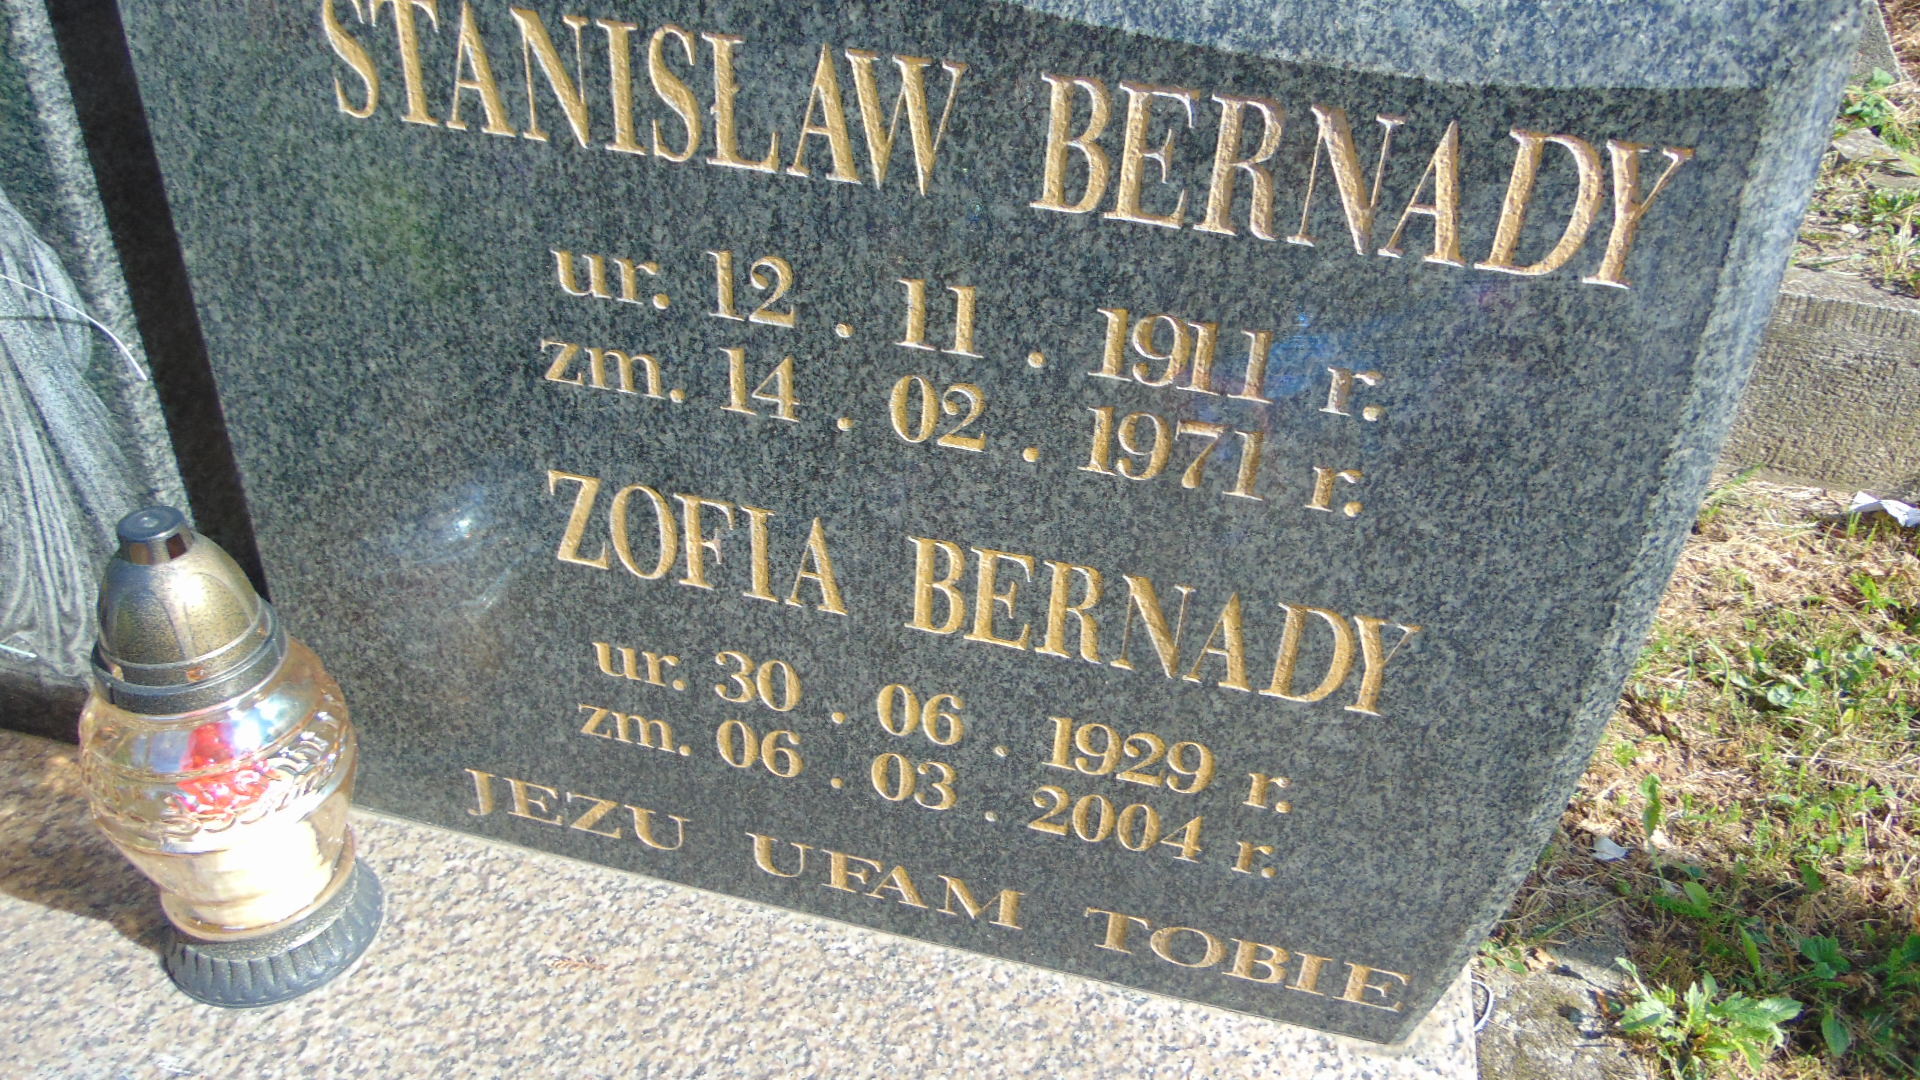 STANISŁAW BERNADY
ur. 12 . 11 . 1911 r.
zm. 14 . 02 . 1971 r.
ZOFIA BERNADY
ur. 30 . 06 . 1929 r.
zm. 06 . 03 . 2004 r.
JEZU UFAM TOBIE